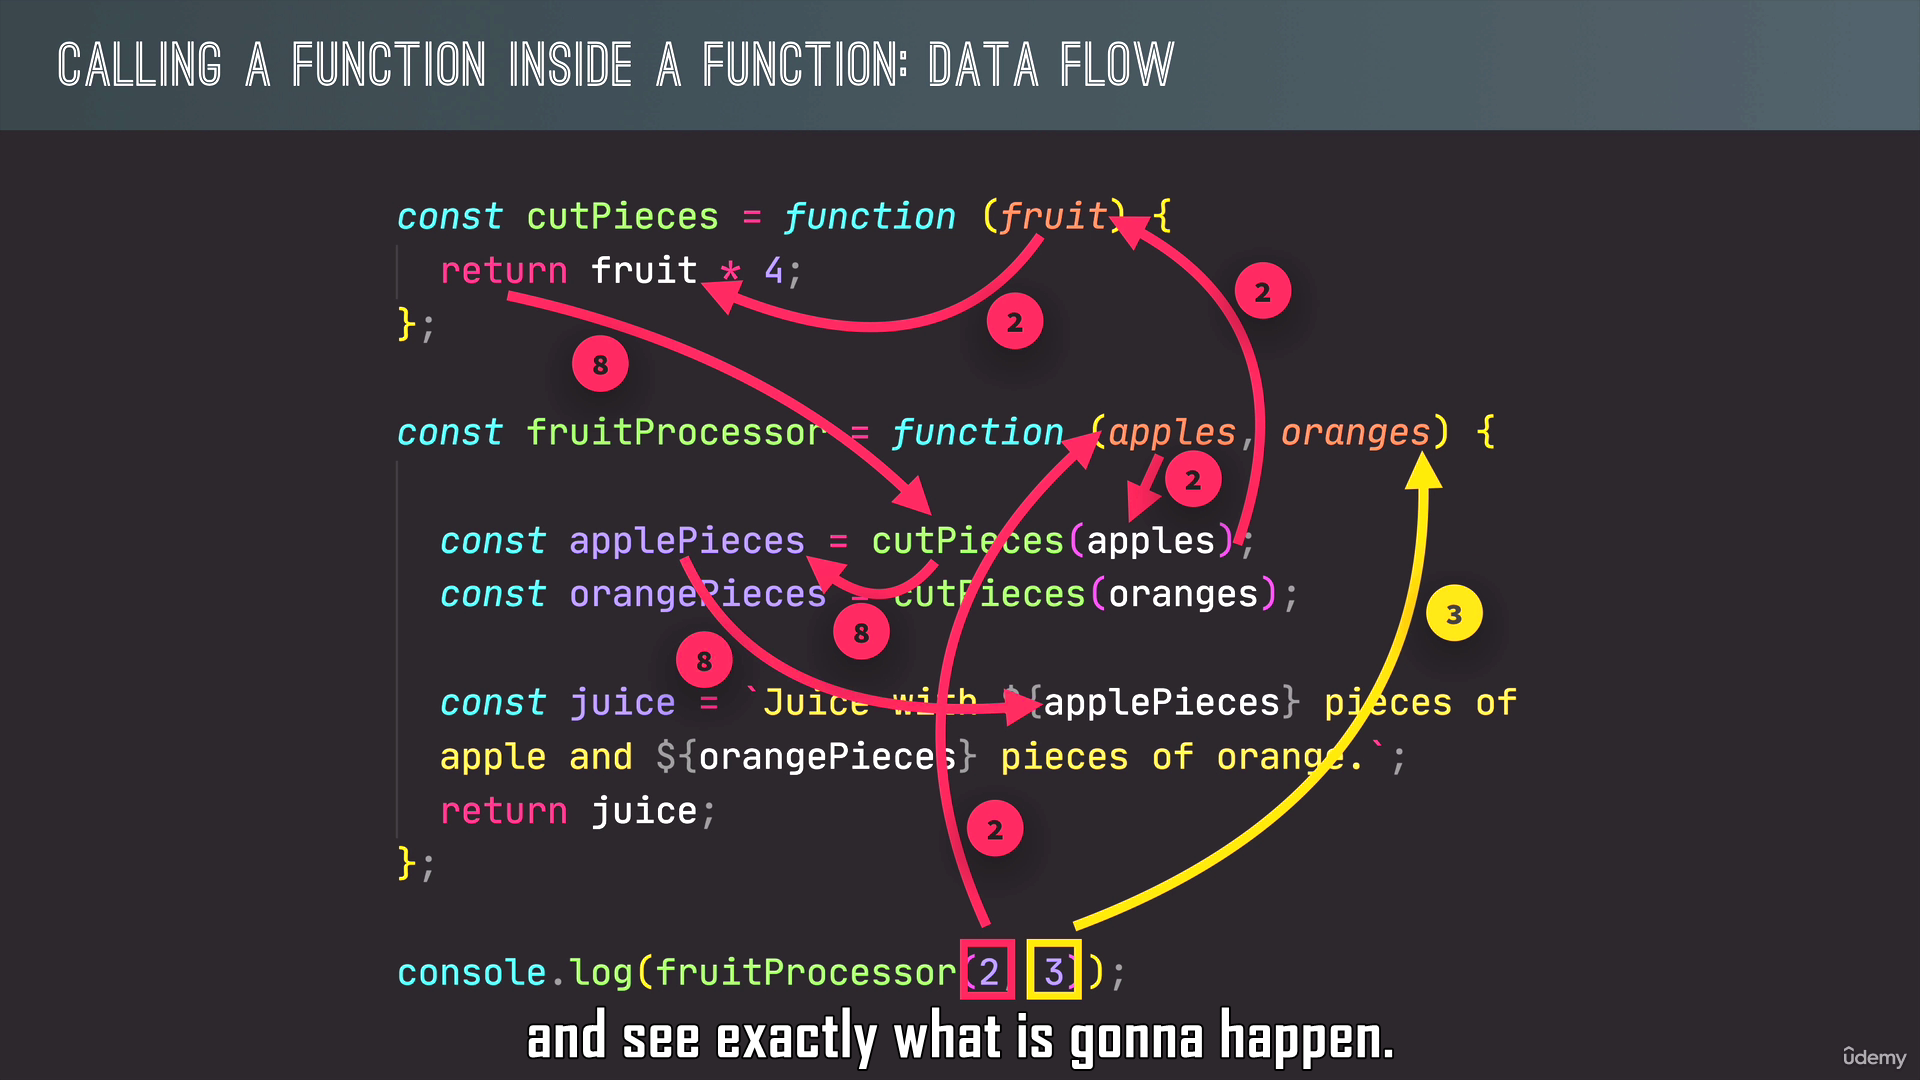 CALLING A FUNCTION INSIDE A FUNCTION: DATA FLOW
const cutPieces = function (fruit) {
return fruit * 4;
};
2
2
8
const fruitProcessor = function (apples, oranges) {
2
const applePieces = cutPieces(apples);
const orangePieces = cutPieces(oranges);
3
8
8
const juice = `Juice with ${applePieces} pieces of
apple and ${orangePieces} pieces of orange.`;
return juice;
2
};
console.log(fruitProcessor(2, 3));
and see exactly what is gonna happen.
ûdemy